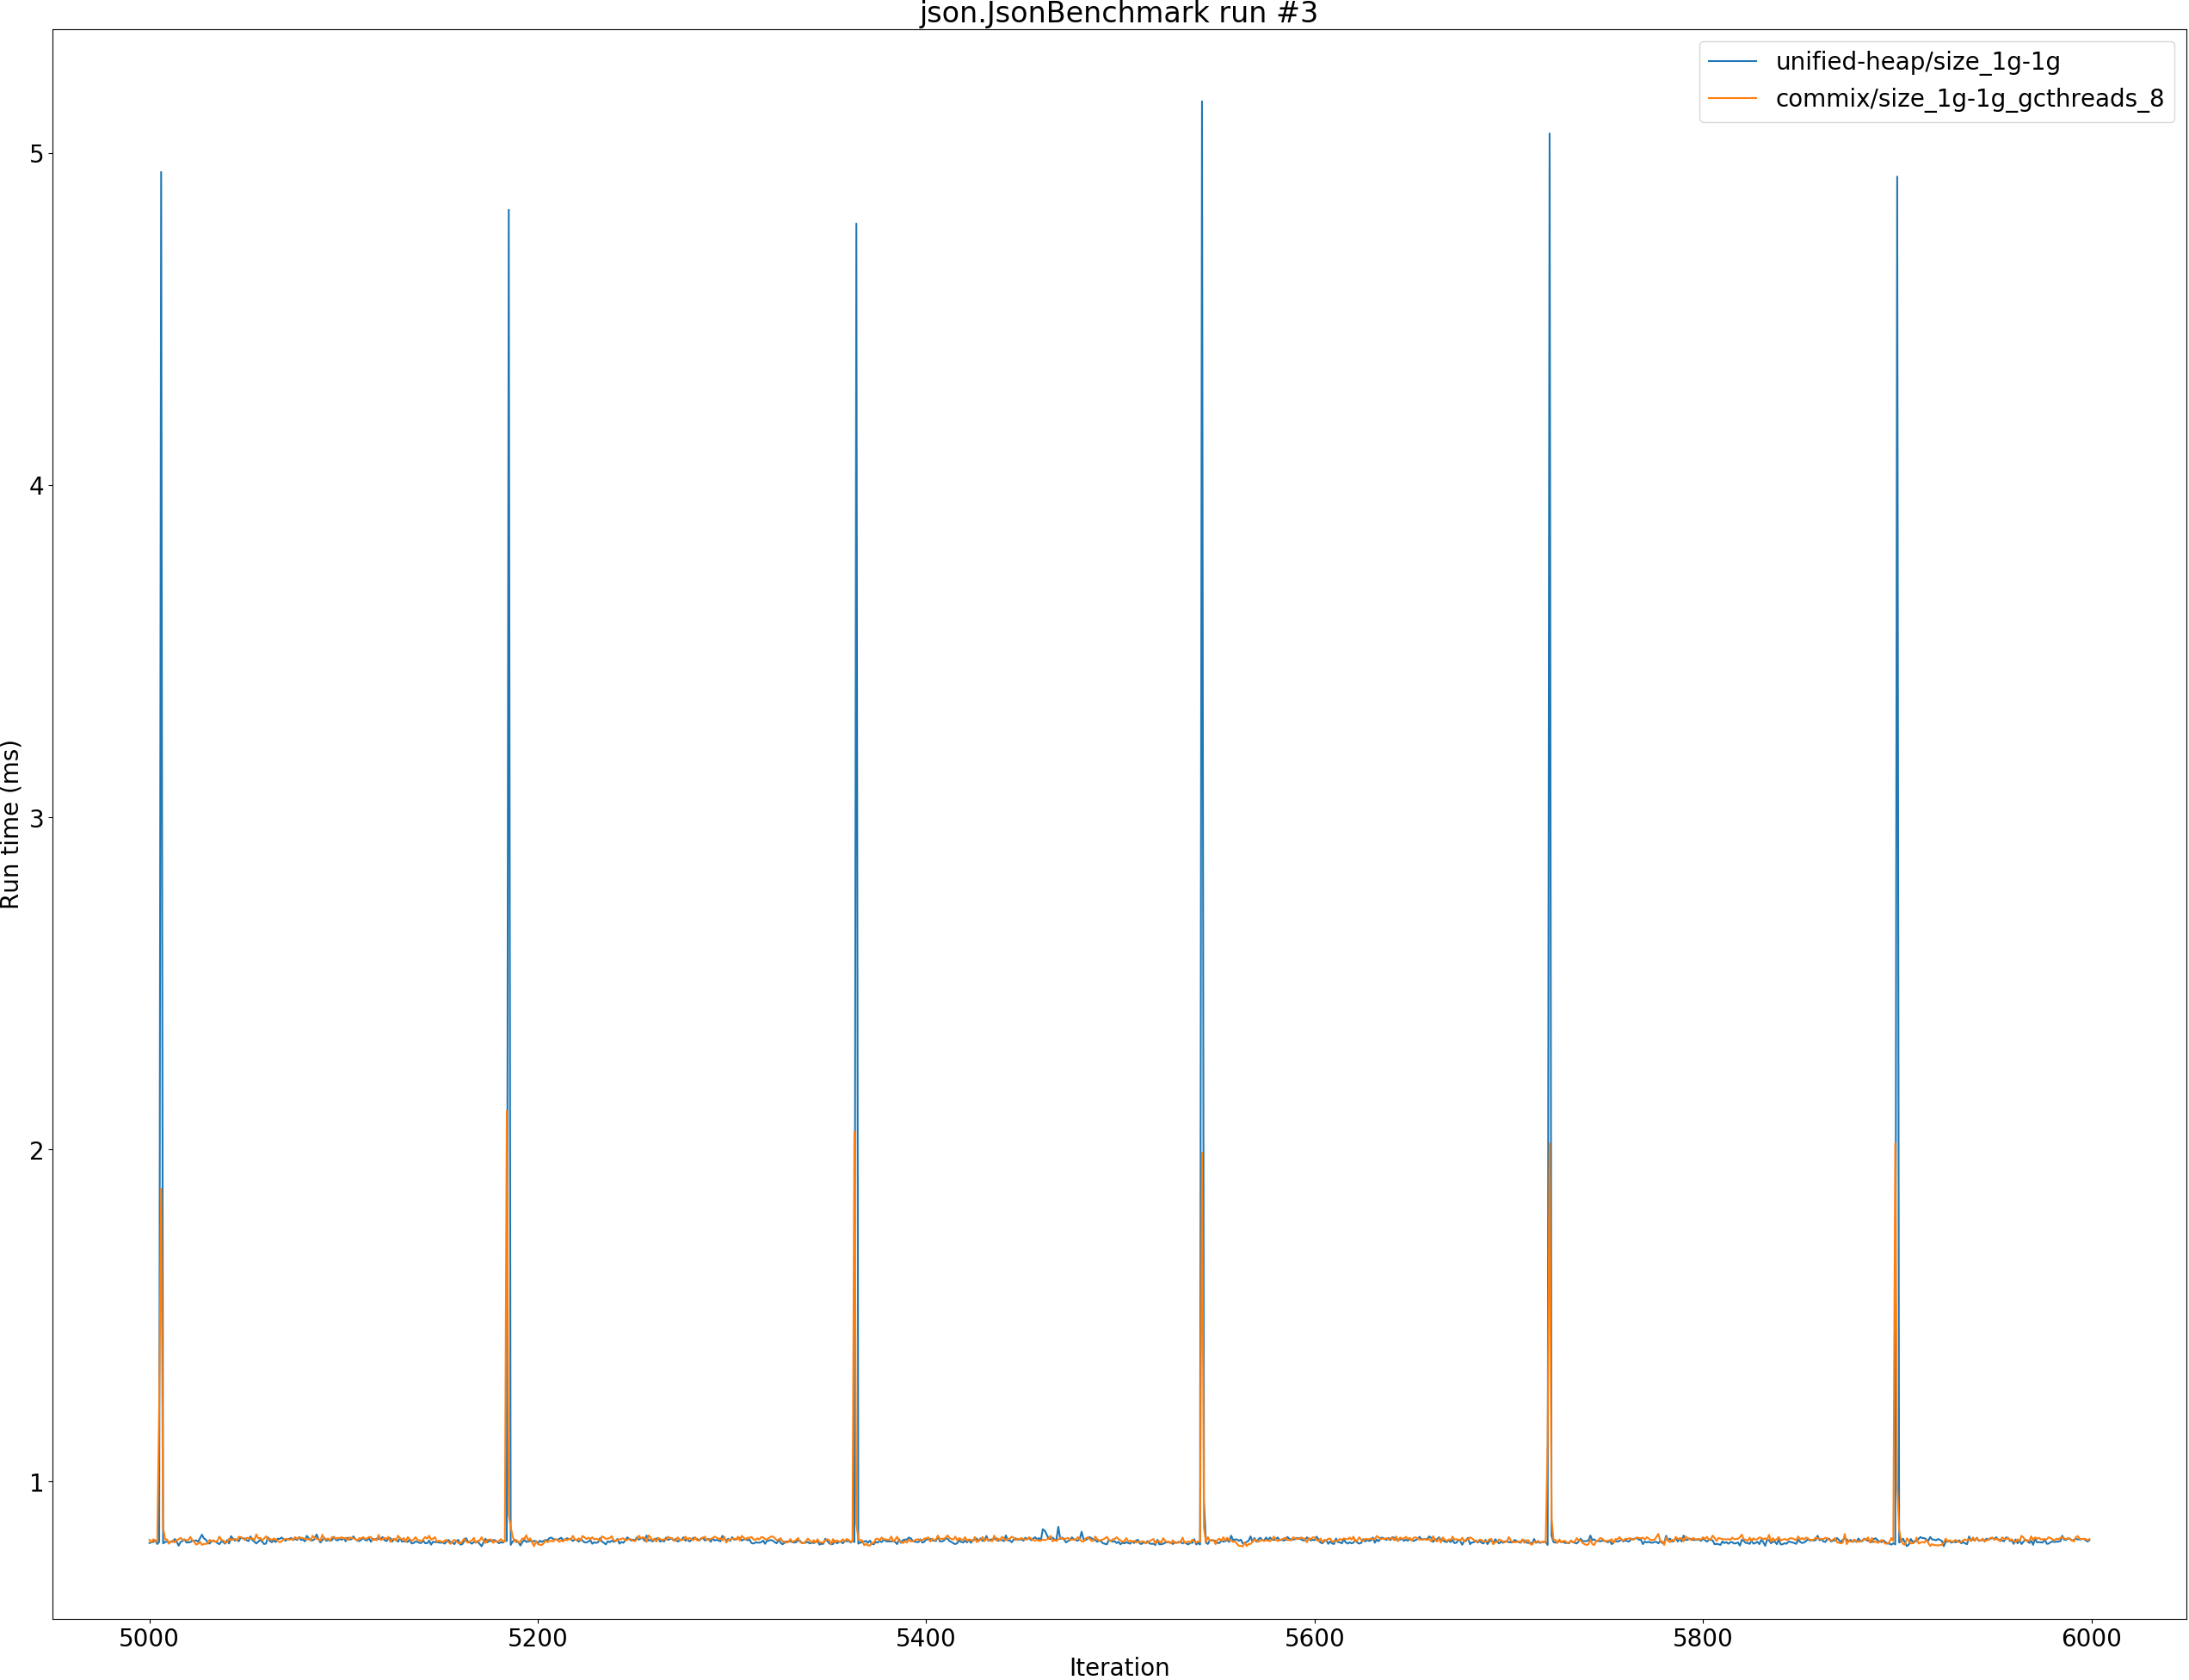 json.JsonBenchmark run #3
unified-heap/size_1g-1g
commix/size_1g-1g_gcthreads_8
Run time (ms)
5
4
3
2
1
5000 5200 5400 5600 5800 6000
Iteration